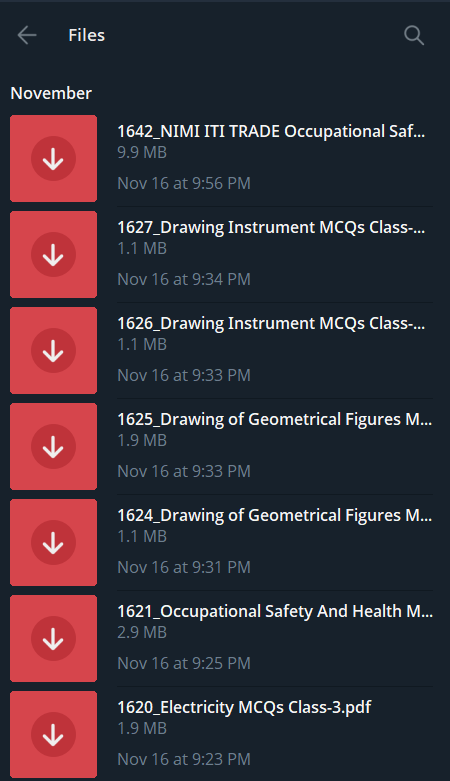 Files
November
1642_NIMI ITI TRADE Occupational Saf...
9.9 MB
Nov 16 at 9:56 PM
1627_Drawing Instrument MCQs Class-...
1.1 MB
Nov 16 at 9:34 PM
1626_Drawing Instrument MCQs Class-...
1.1 MB
Nov 16 at 9:33 PM
1625_Drawing of Geometrical Figures M...
1.9 MB
Nov 16 at 9:33 PM
1624_Drawing of Geometrical Figures M...
1.1 MB
Nov 16 at 9:31 PM
1621_Occupational Safety And Health M...
2.9 MB
Nov 16 at 9:25 PM
1620_Electricity MCQs Class-3.pdf
1.9 MB
Nov 16 at 9:23 PM